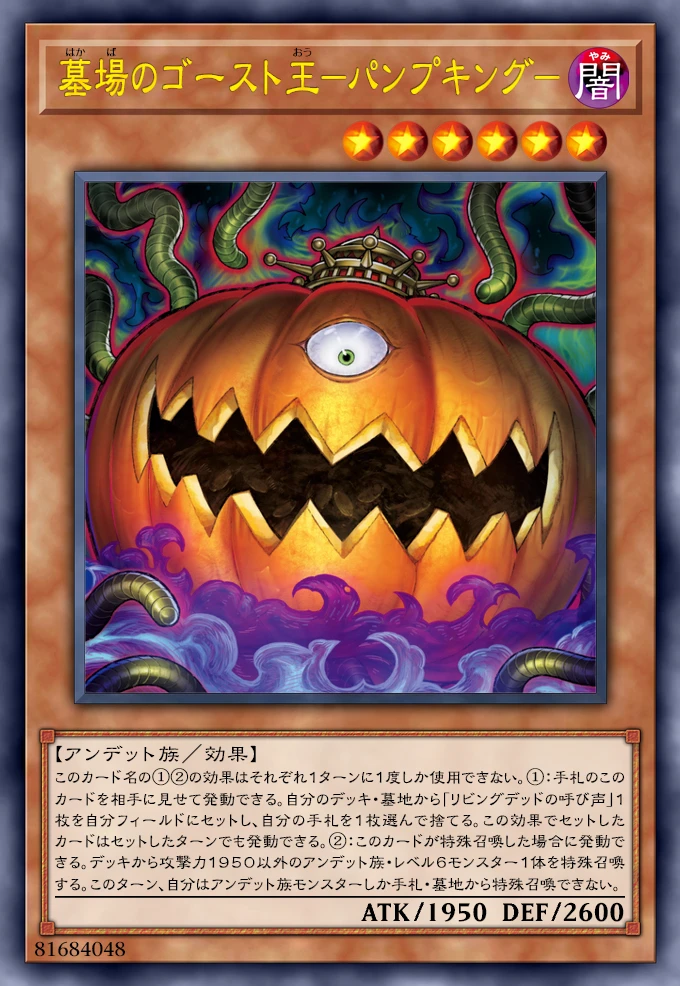 墓場のゴースト王－パンプキング－
はか ば おう
闇
やみ
【アンデット族／効果】
このカード名の①②の効果はそれぞれ1ターンに1度しか使用できない。①：手札のこの
カードを相手に見せて発動できる。自分のデッキ・墓地から「リビングデッドの呼び声」1
枚を自分フィールドにセットし、自分の手札を1枚選んで捨てる。この効果でセットした
カードはセットしたターンでも発動できる。②：このカードが特殊召喚した場合に発動で
きる。デッキから攻撃力1950以外のアンデット族・レベル6モンスター1体を特殊召喚
する。このターン、自分はアンデット族モンスターしか手札・墓地から特殊召喚できない。
ATK/1950 DEF/2600
81684048